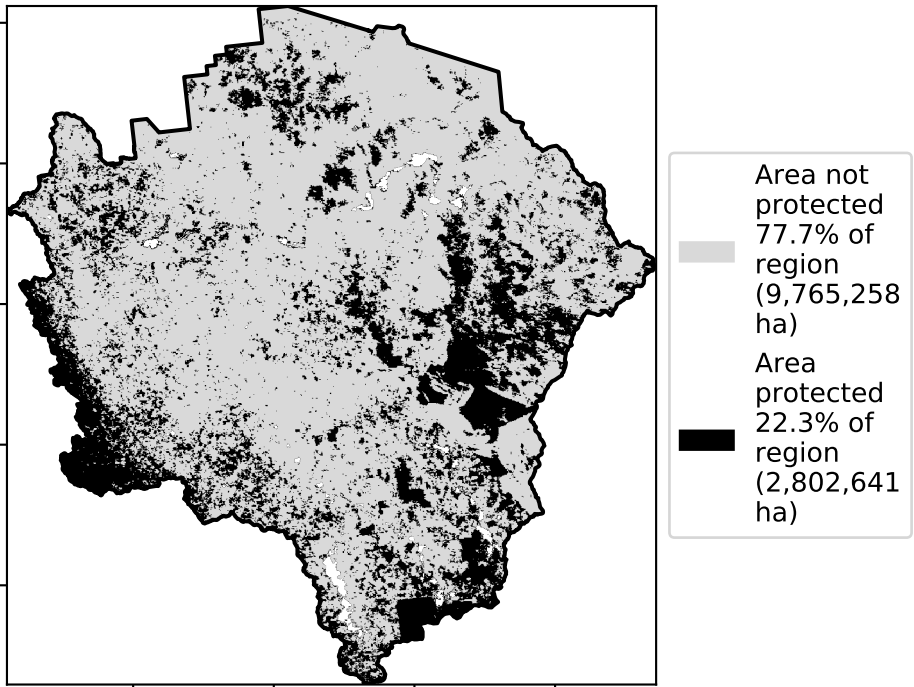 Area not
protected
77.7% of
region
(9,765,258
ha)
Area
protected
22.3% of
region
(2,802,641
ha)